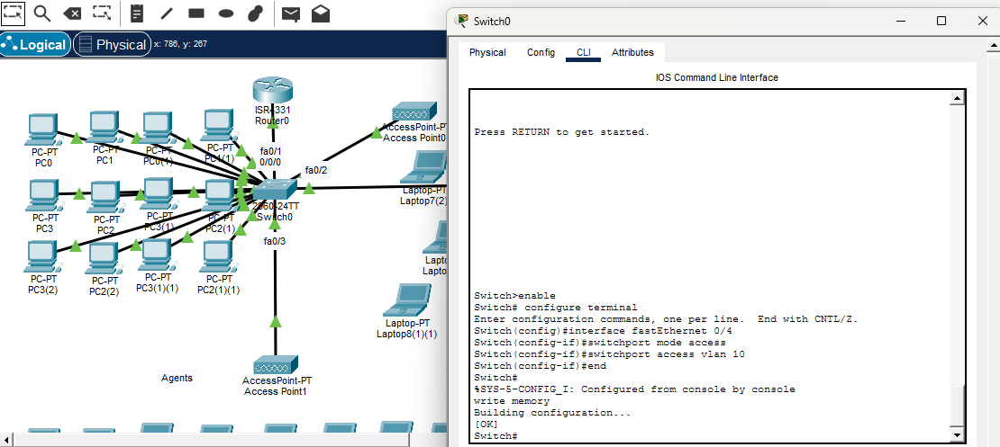 Logical
Physical
x: 786, y: 267
ISR4331
Router0
AccessPoint-PT
Access Point0
PC-PT
PC0
PC-PT
PC1
PC-PT
PC0(1)
PC-PT
PC1(1)
fa0/1
0/0/0
fa0/2
Laptop-PT
Laptop7(2)
PC-PT
PC3
PC-PT
PC2
PC-PT
PC3(1)
PC-PT
PC2(1)
2960-24TT
Switch0
fa0/3
Lapto
Lapto
PC-PT
PC3(2)
PC-PT
PC2(2)
PC-PT
PC3(1)(1)
PC-PT
PC2(1)(1)
Laptop-PT
Laptop8(1)(1)
Agents
AccessPoint-PT
Access Point1
Switch0
Physical
Config
CLI
Attributes
IOS Command Line Interface
Press RETURN to get started.
Switch>enable
Switch# configure terminal
Enter configuration commands, one per line.  End with CNTL/Z.
Switch(config)#interface fastEthernet 0/4
Switch(config-if)#switchport mode access
Switch(config-if)#switchport access vlan 10
Switch(config-if)#end
Switch#
%SYS-5-CONFIG_I: Configured from console by console
write memory
Building configuration...
[OK]
Switch#